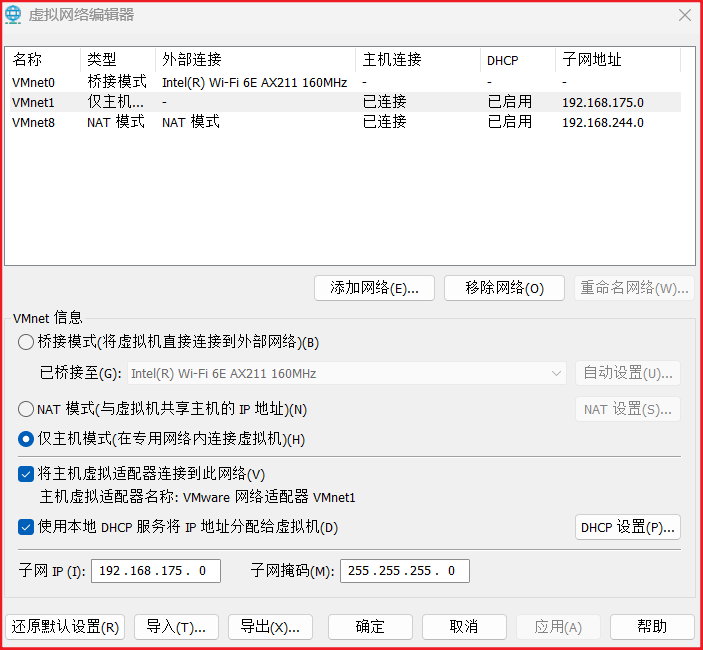 虚拟网络编辑器
名称 类型 外部连接 主机连接 DHCP 子网地址
VMnet0 桥接模式 Intel(R) Wi-Fi 6E AX211 160MHz - - -
VMnet1 仅主机... - 已连接 已启用 192.168.175.0
VMnet8 NAT 模式 NAT 模式 已连接 已启用 192.168.244.0
添加网络(E)... 移除网络(O) 重命名网络(W)...
VMnet 信息
桥接模式(将虚拟机直接连接到外部网络)(B)
已桥接至(G): Intel(R) Wi-Fi 6E AX211 160MHz 自动设置(U)...
NAT 模式(与虚拟机共享主机的 IP 地址)(N) NAT 设置(S)...
仅主机模式(在专用网络内连接虚拟机)(H)
将主机虚拟适配器连接到此网络(V)
主机虚拟适配器名称: VMware 网络适配器 VMnet1
使用本地 DHCP 服务将 IP 地址分配给虚拟机(D) DHCP 设置(P)...
子网 IP (I): 192 . 168 . 175 . 0 子网掩码(M): 255 . 255 . 255 . 0
还原默认设置(R) 导入(T)... 导出(X)... 确定 取消 应用(A) 帮助